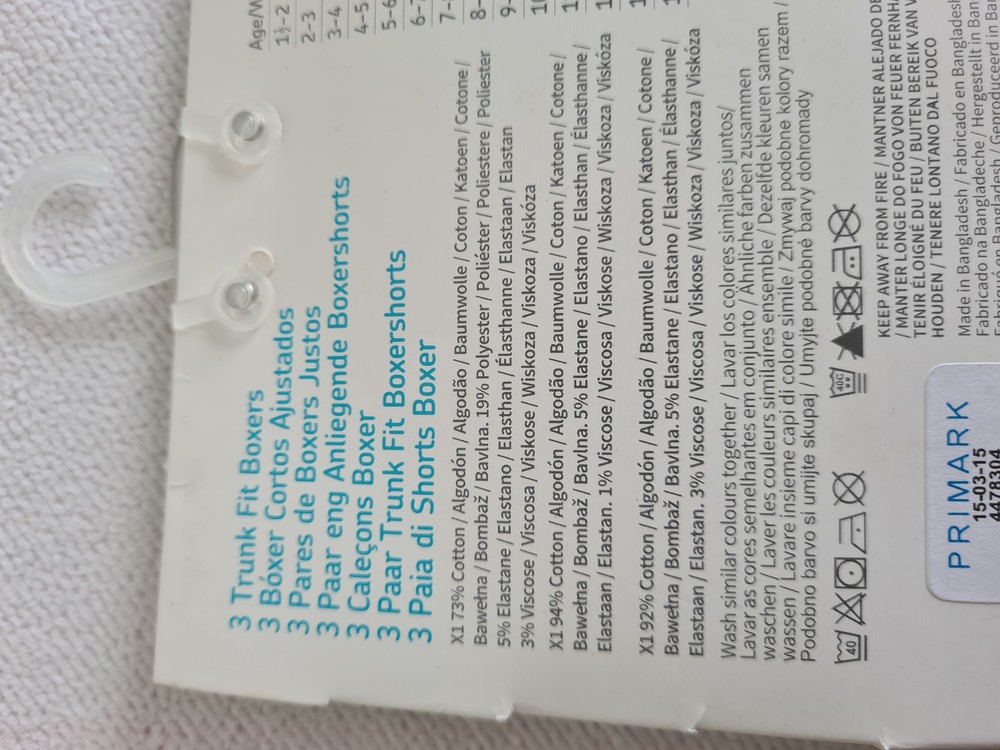 Age/
1½-2
2-3
3-4
4-5
5-6
3 Trunk Fit Boxers
3 Bóxer Cortos Ajustados
3 Pares de Boxers Justos
3 Paar eng Anliegende Boxershorts
3 Caleçons Boxer
3 Paar Trunk Fit Boxershorts
3 Paia di Shorts Boxer
X1 73% Cotton / Algodón / Algodão / Baumwolle / Coton / Katoen / Cotone /
Bawełna / Bombaž / Bavlna. 19% Polyester / Poliéster / Poliestere / Poliester
5% Elastane / Elastano / Elasthan / Élasthanne / Elastaan / Elastan
3% Viscose / Viscosa / Viskose / Wiskoza / Viskoza / Viskóza
X1 94% Cotton / Algodón / Algodão / Baumwolle / Coton / Katoen / Cotone /
Bawełna / Bombaž / Bavlna. 5% Elastane / Elastano / Elasthan / Élasthanne /
Elastaan / Elastan. 1% Viscose / Viscosa / Viskose / Wiskoza / Viskoza / Viskóza
X1 92% Cotton / Algodón / Algodão / Baumwolle / Coton / Katoen / Cotone /
Bawełna / Bombaž / Bavlna. 5% Elastane / Elastano / Elasthan / Élasthanne /
Elastaan / Elastan. 3% Viscose / Viscosa / Viskose / Wiskoza / Viskoza / Viskóza
Wash similar colours together / Lavar los colores similares juntos/
Lavar as cores semelhantes em conjunto / Ähnliche farben zusammen
waschen / Laver les couleurs similaires ensemble / Dezelfde kleuren samen
wassen / Lavare insieme capi di colore simile / Zmywaj podobne kolory razem /
Podobno barvo si umijte skupaj / Umyjte podobné barvy dohromady
40 40G
KEEP AWAY FROM FIRE / MANTNER ALEJADO DE
/ MANTER LONGE DO FOGO VON FEUER
TENIR ÉLOIGNÉ DU FEU / BUITEN BEREIK VAN
HOUDEN / TENERE LONTANO DAL FUOCO
Made in Bangladesh / Fabricado en Bangladesh
Fabricado na Bangladeche / Hergestellt in
en Bangladesh / Geproduceerd in
PRIMARK
15-03-15
4478304